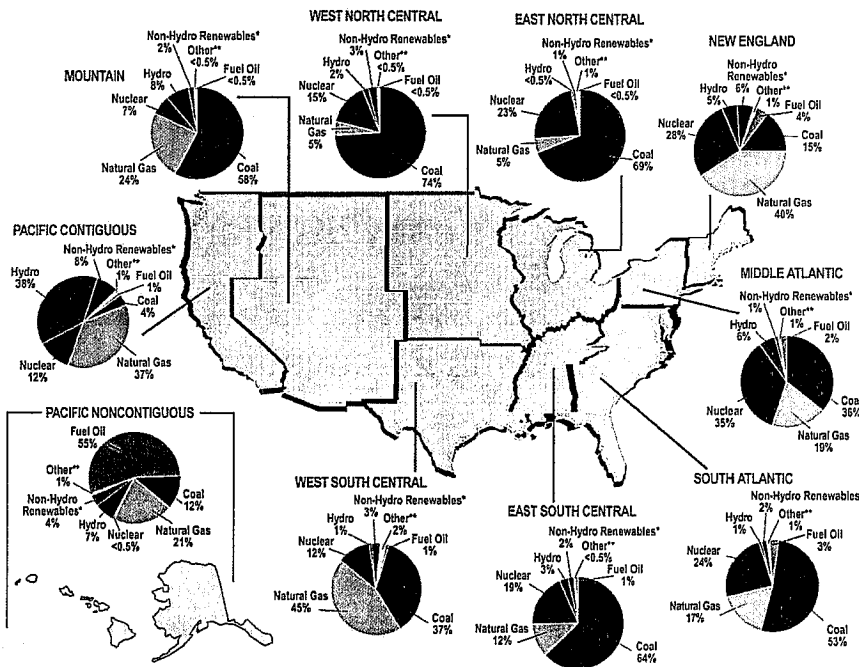 WEST NORTH CENTRAL
Non-Hydro Renewables*
3%
Other**
<0.5%
Hydro
2%
Fuel Oil
<0.5%
Nuclear
15%
Natural
Gas
5%
Coal
74%
EAST NORTH CENTRAL
Non-Hydro Renewables*
1%
Other**
1%
Hydro
<0.5%
Fuel Oil
<0.5%
Nuclear
23%
Natural Gas
5%
Coal
69%
NEW ENGLAND
Non-Hydro
Renewables*
6%
Other**
1%
Hydro
5%
Fuel Oil
4%
Nuclear
28%
Coal
15%
Natural Gas
40%
MOUNTAIN
Non-Hydro Renewables*
2%
Other**
<0.5%
Hydro
8%
Fuel Oil
<0.5%
Nuclear
7%
Natural Gas
24%
Coal
58%
PACIFIC CONTIGUOUS
Non-Hydro Renewables*
8%
Other**
1%
Fuel Oil
1%
Hydro
38%
Coal
4%
Nuclear
12%
Natural Gas
37%
MIDDLE ATLANTIC
Non-Hydro Renewables*
1%
Other**
1%
Hydro
6%
Fuel Oil
2%
Nuclear
35%
Coal
36%
Natural Gas
19%
PACIFIC NONCONTIGUOUS
Fuel Oil
55%
Other**
1%
Non-Hydro
Renewables*
4%
Hydro
7%
Nuclear
<0.5%
Natural Gas
21%
Coal
12%
WEST SOUTH CENTRAL
Non-Hydro Renewables*
3%
Other**
2%
Hydro
1%
Fuel Oil
1%
Nuclear
12%
Natural Gas
45%
Coal
37%
EAST SOUTH CENTRAL
Non-Hydro Renewables*
2%
Other**
<0.5%
Hydro
3%
Fuel Oil
1%
Nuclear
19%
Natural Gas
12%
Coal
64%
SOUTH ATLANTIC
Non-Hydro Renewables
2%
Other**
1%
Hydro
1%
Fuel Oil
3%
Nuclear
24%
Natural Gas
17%
Coal
53%